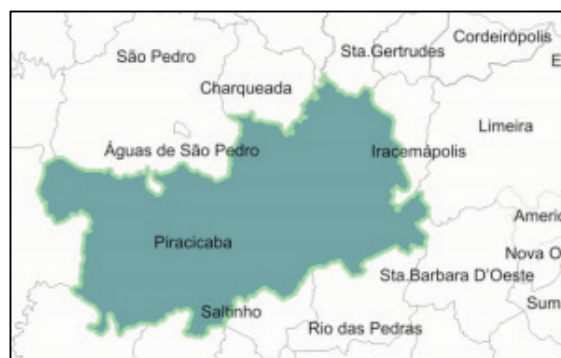 Cordeirópolis
Sta.Gertrudes
São Pedro
E
Charqueada
Limeira
Águas de São Pedro
Iracemápolis
Americ
Piracicaba
Nova O
Sta.Barbara D'Oeste
Sum
Saltinho
Rio das Pedras